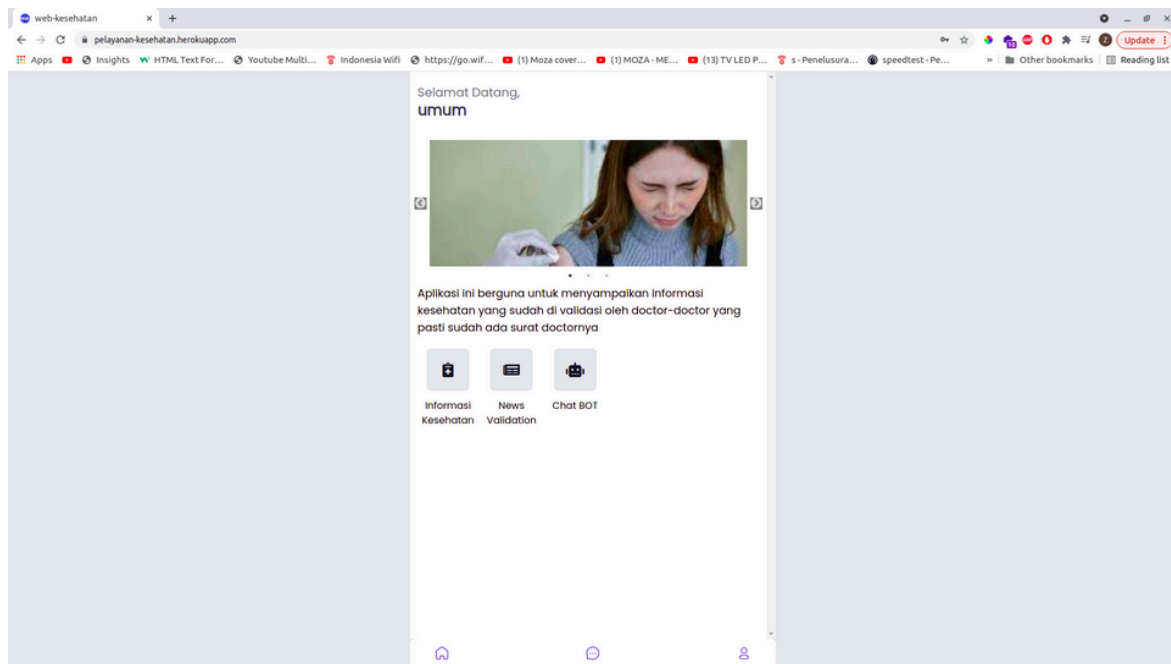 web-kesehatan
pelayanan-kesehatan.herokuapp.com
Update
Apps
Insights
HTML Text For...
Youtube Multi...
Indonesia Wifi
https://go.wif...
(1) Moza cover...
(1) MOZA - ME...
(13) TV LED P...
s - Penelusura...
speedtest - Pe...
»
Other bookmarks
Reading list
Selamat Datang,
umum
Aplikasi ini berguna untuk menyampaikan informasi
kesehatan yang sudah di validasi oleh doctor-doctor yang
pasti sudah ada surat doctornya
Informasi
Kesehatan
News
Validation
Chat BOT